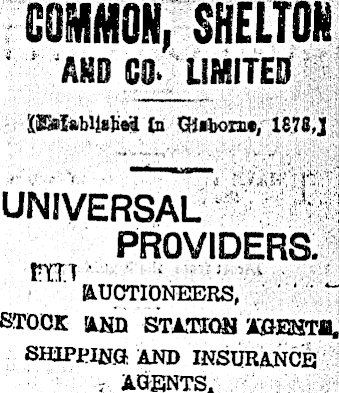 COMMON, SHELTON
AND CO. LIMITED
[Established in Gisborne, 1878.]
UNIVERSAL
PROVIDERS.
AUCTIONEERS,
STOCK AND STATION AGENTS,
SHIPPING AND INSURANCE
AGENTS.